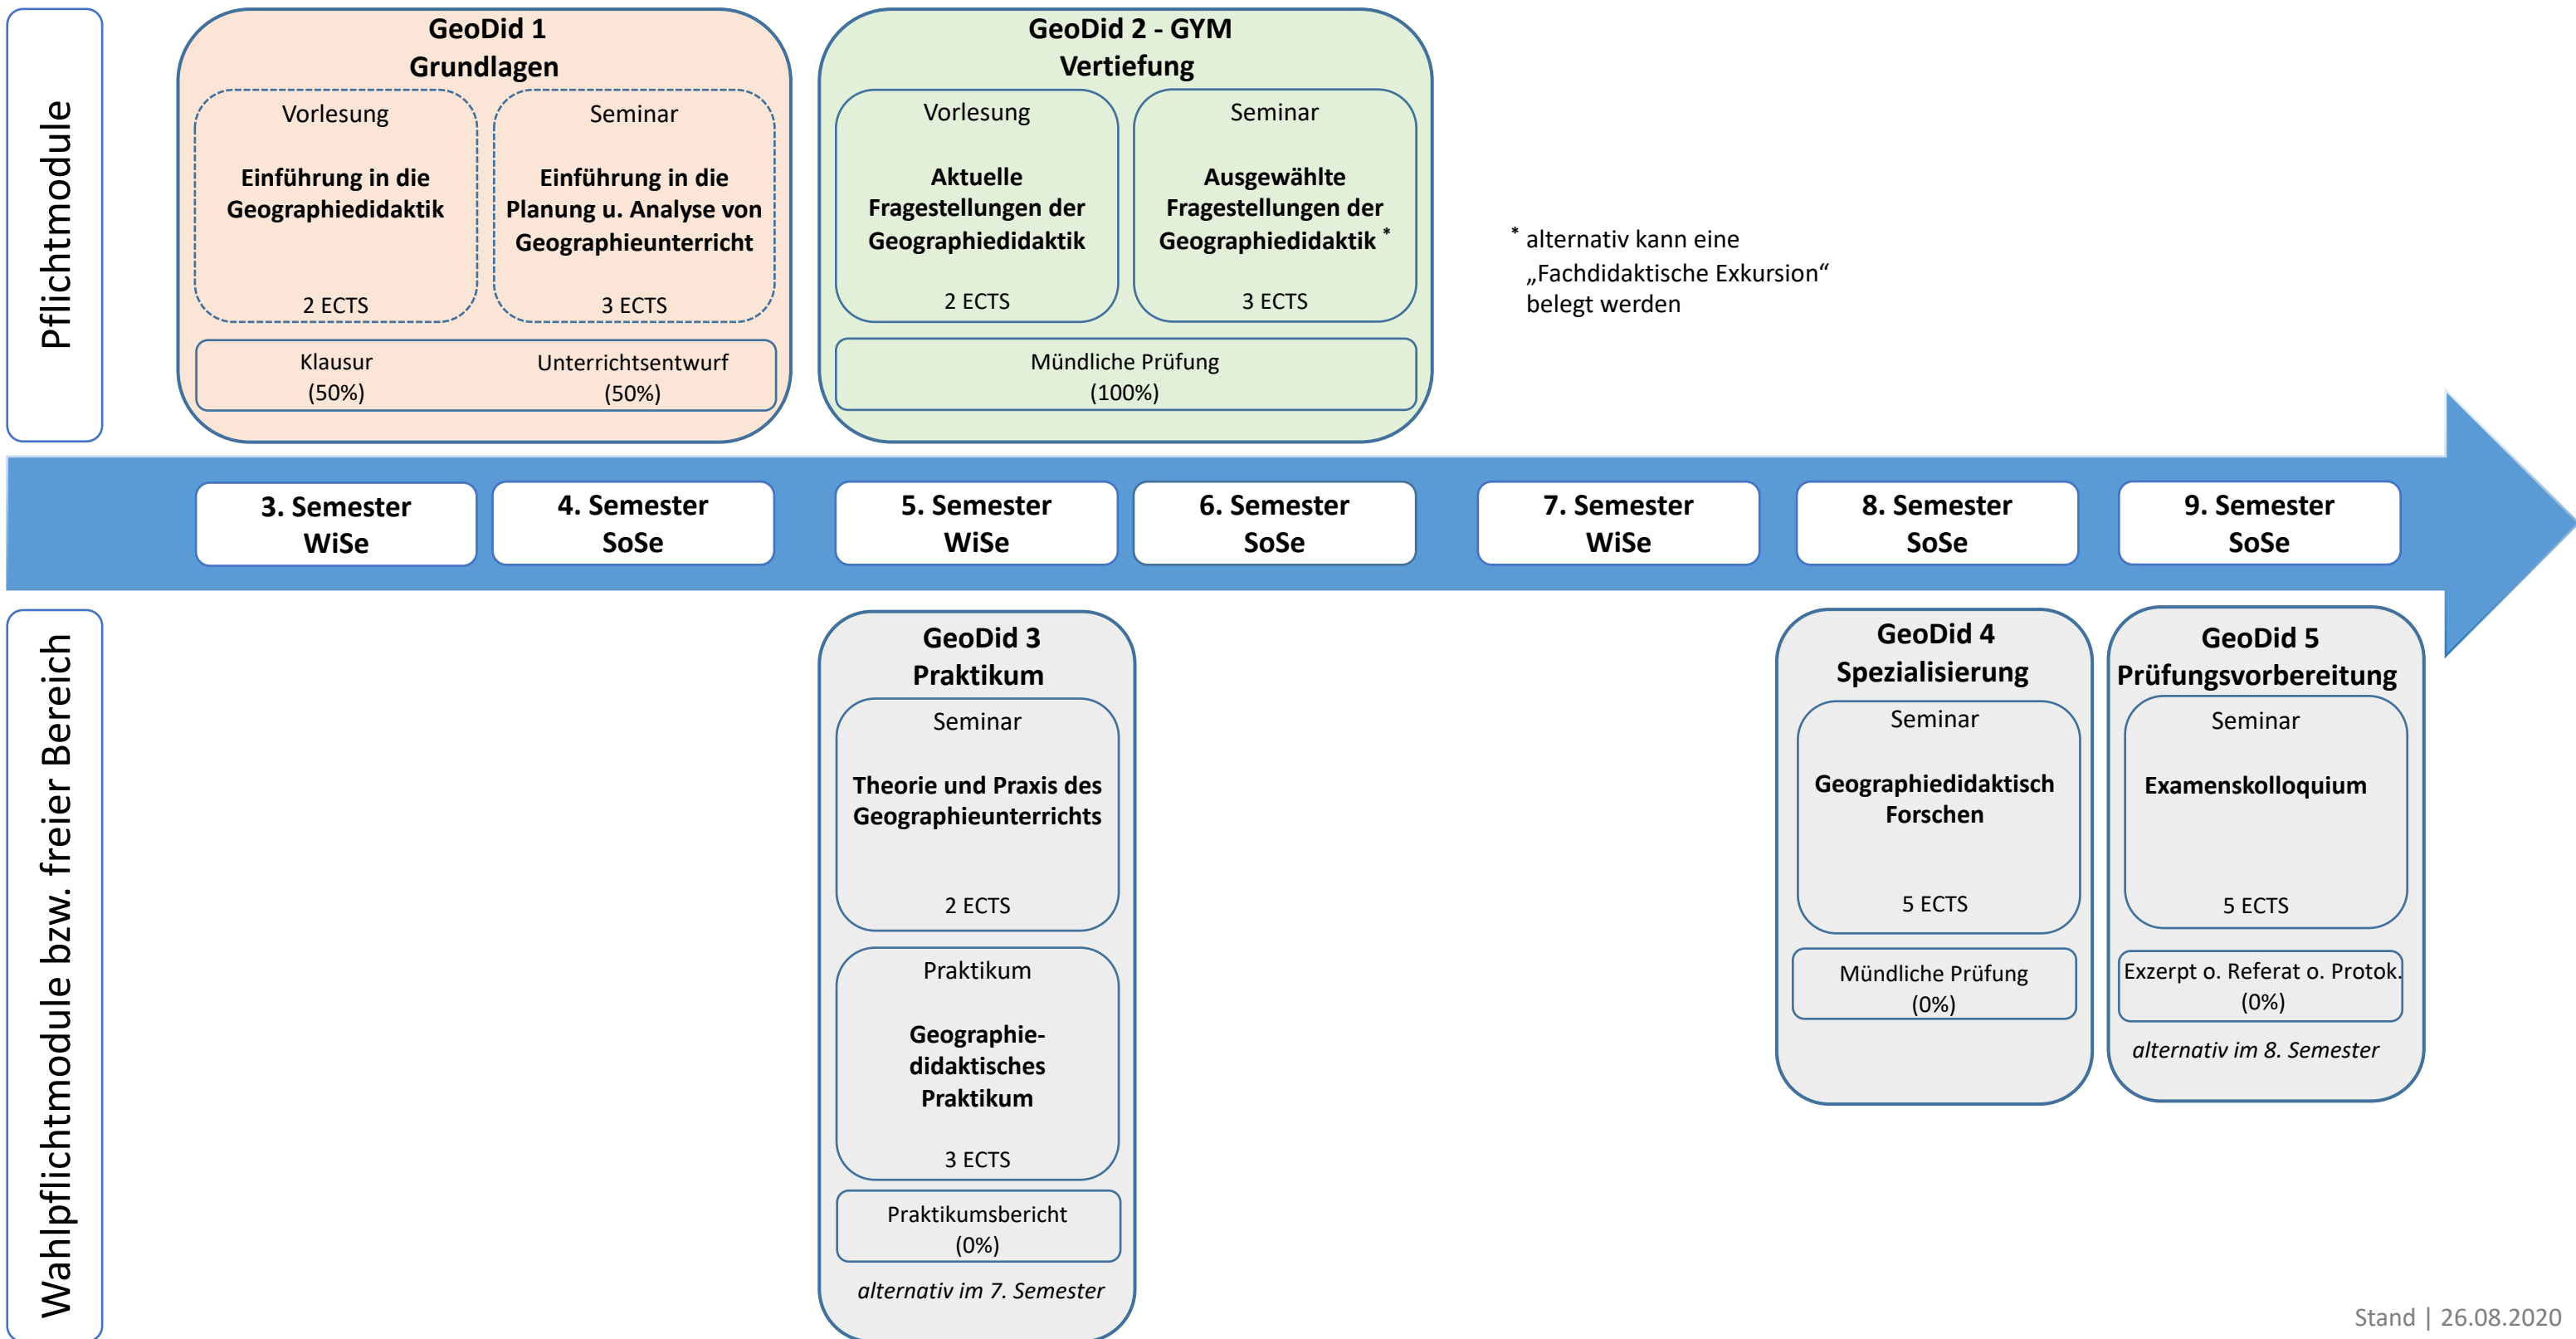 Pflichtmodule
GeoDid 1
Grundlagen
Vorlesung
Einführung in die
Geographiedidaktik
2 ECTS
Seminar
Einführung in die
Planung u. Analyse von
Geographieunterricht
3 ECTS
Klausur
(50%)
Unterrichtsentwurf
(50%)
GeoDid 2 - GYM
Vertiefung
Vorlesung
Aktuelle
Fragestellungen der
Geographiedidaktik
2 ECTS
Seminar
Ausgewählte
Fragestellungen der
Geographiedidaktik *
3 ECTS
Mündliche Prüfung
(100%)
* alternativ kann eine
„Fachdidaktische Exkursion“
belegt werden
3. Semester
WiSe
4. Semester
SoSe
5. Semester
WiSe
6. Semester
SoSe
7. Semester
WiSe
8. Semester
SoSe
9. Semester
SoSe
Wahlpflichtmodule bzw. freier Bereich
GeoDid 3
Praktikum
Seminar
Theorie und Praxis des
Geographieunterrichts
2 ECTS
Praktikum
Geographie-
didaktisches
Praktikum
3 ECTS
Praktikumsbericht
(0%)
alternativ im 7. Semester
GeoDid 4
Spezialisierung
Seminar
Geographiedidaktisch
Forschen
5 ECTS
Mündliche Prüfung
(0%)
GeoDid 5
Prüfungsvorbereitung
Seminar
Examenskolloquium
5 ECTS
Exzerpt o. Referat o. Protok.
(0%)
alternativ im 8. Semester
Stand | 26.08.2020